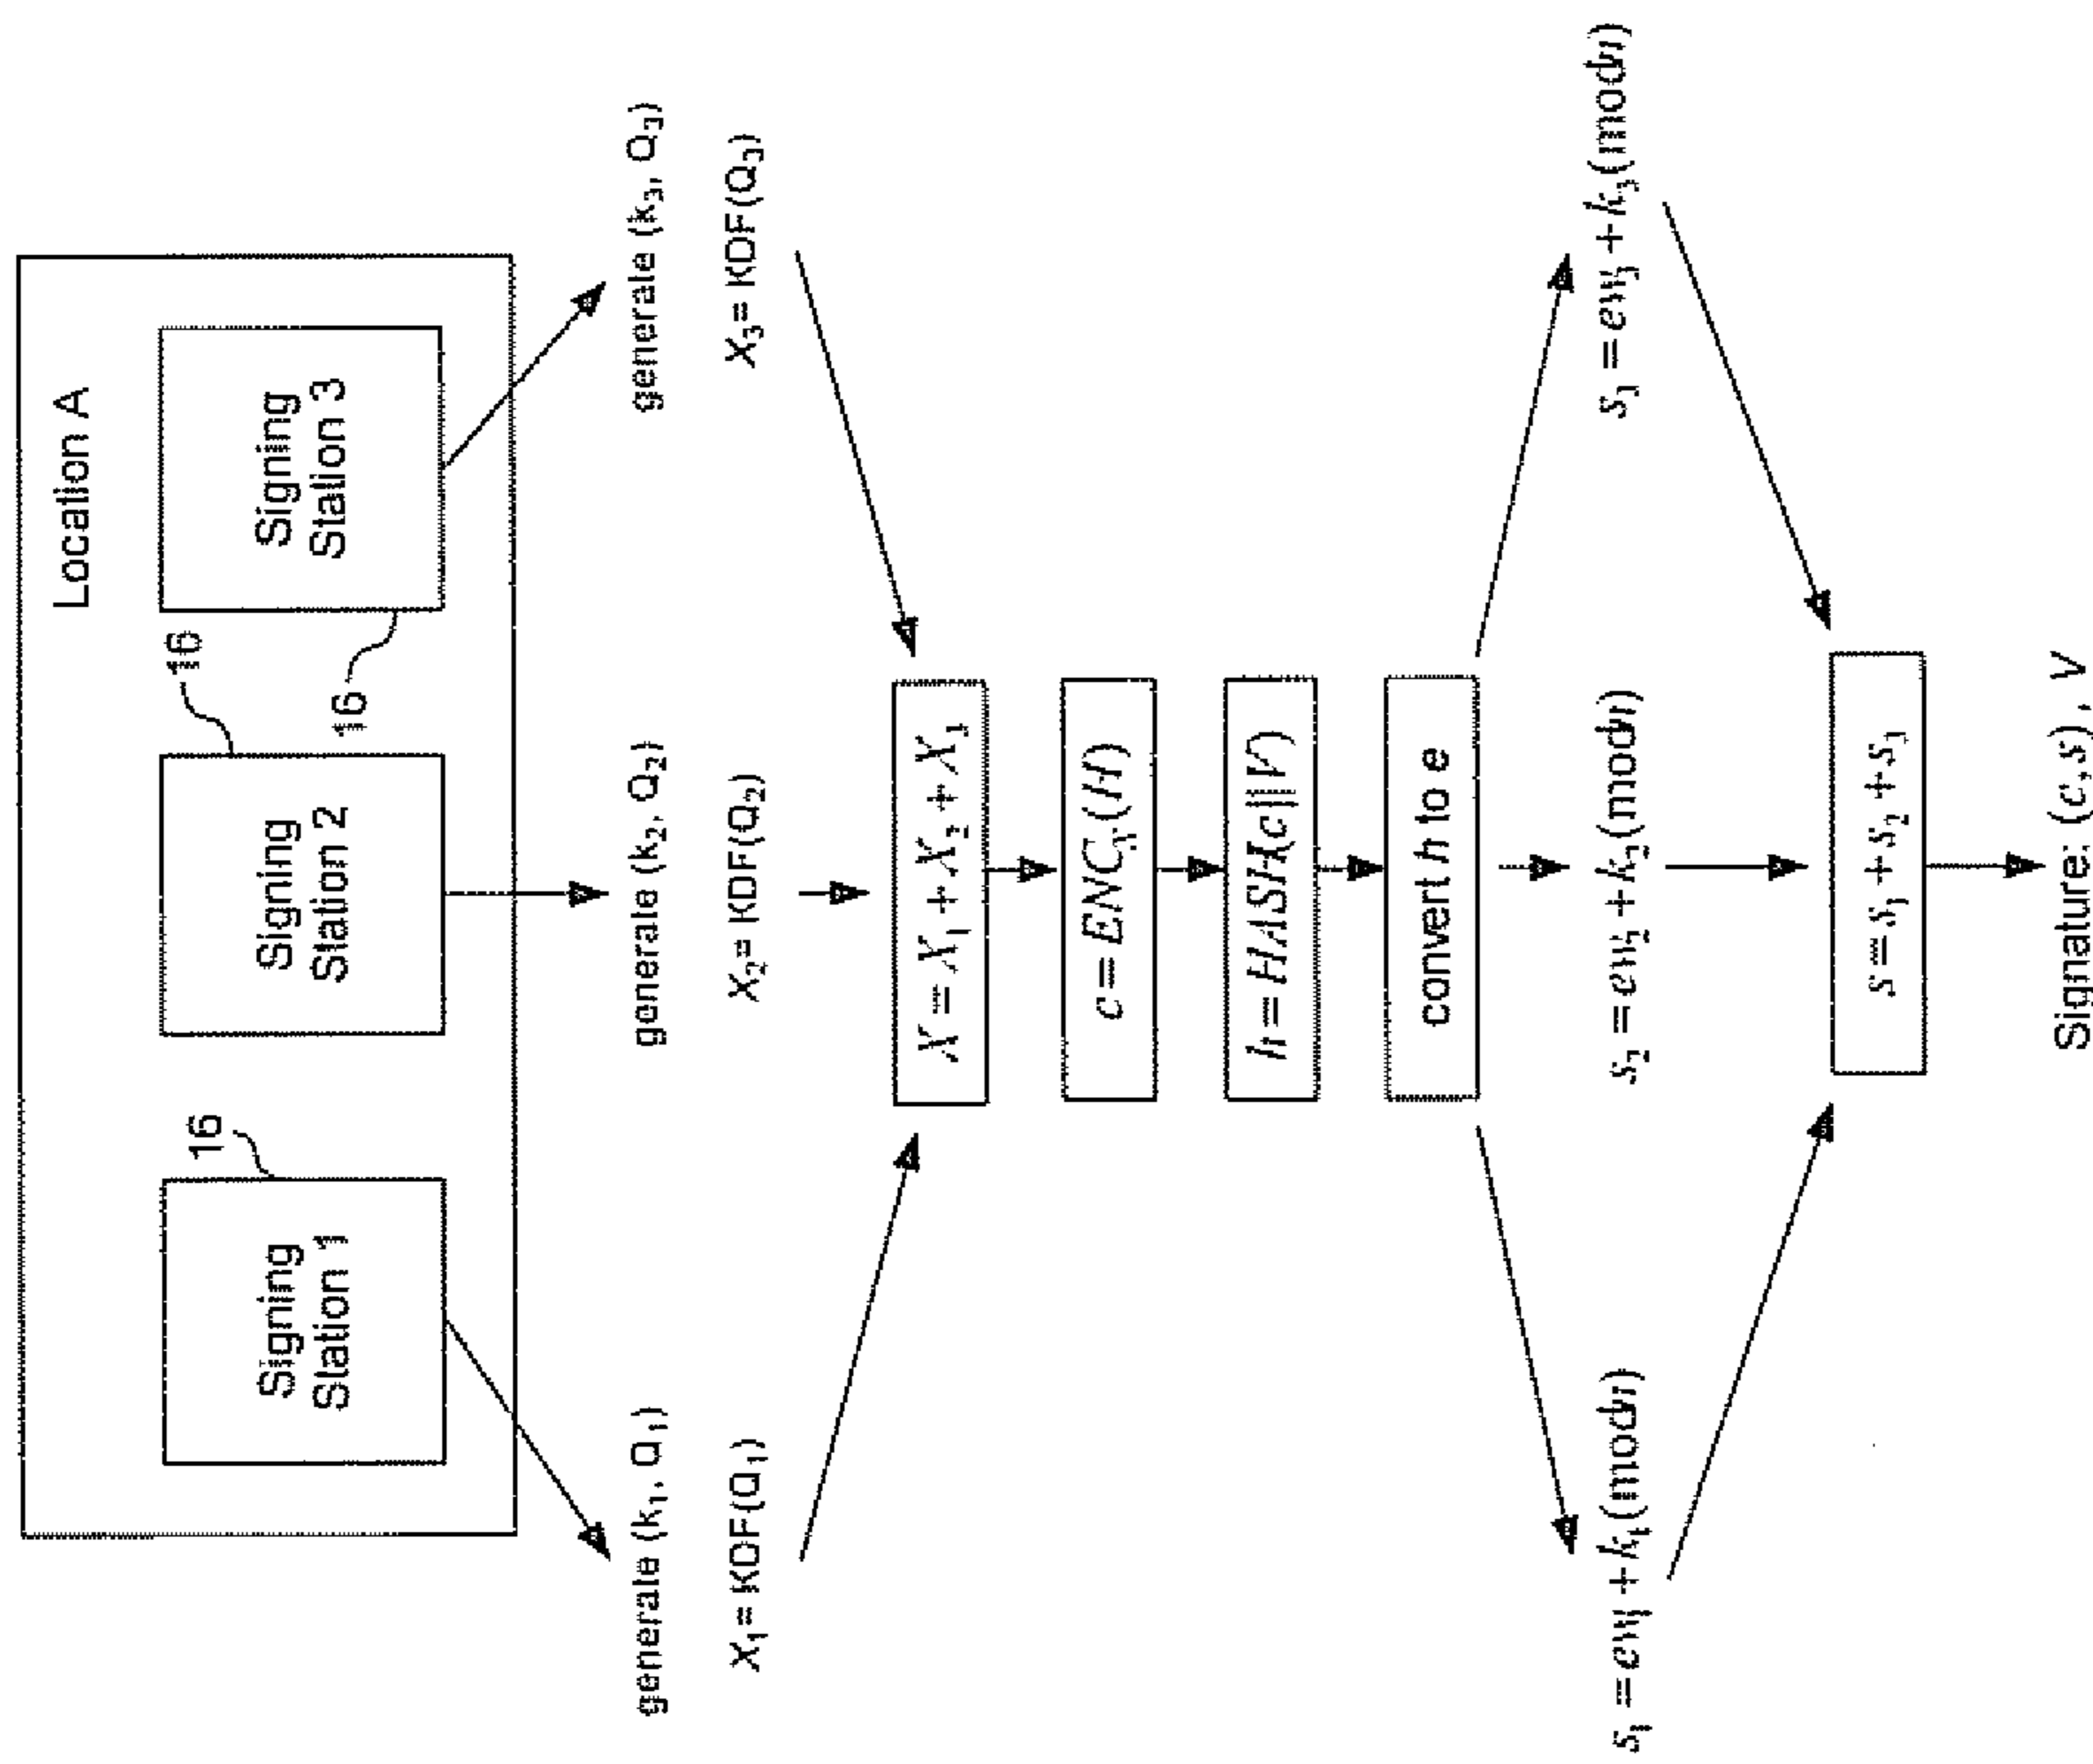 Location A
Signing
Station 1
Signing
Station 2
Signing
Station 3
16
16
16
generate (k₁, Q₁)
generate (k₂, Q₂)
generate (k₃, Q₃)
X₁= KDF(Q₁)
X₂= KDF(Q₂)
X₃= KDF(Q₃)
X = X₁ + X₂ + X₃
c = ENC (H)
h = HASH(c||V)
convert h to e
s₁ = ew₁ + k₁(mod n)
s₂ = ew₂ + k₂(mod n)
s₃ = ew₃ + k₃(mod n)
s = s₁ + s₂ + s₃
Signature: (c,s), V